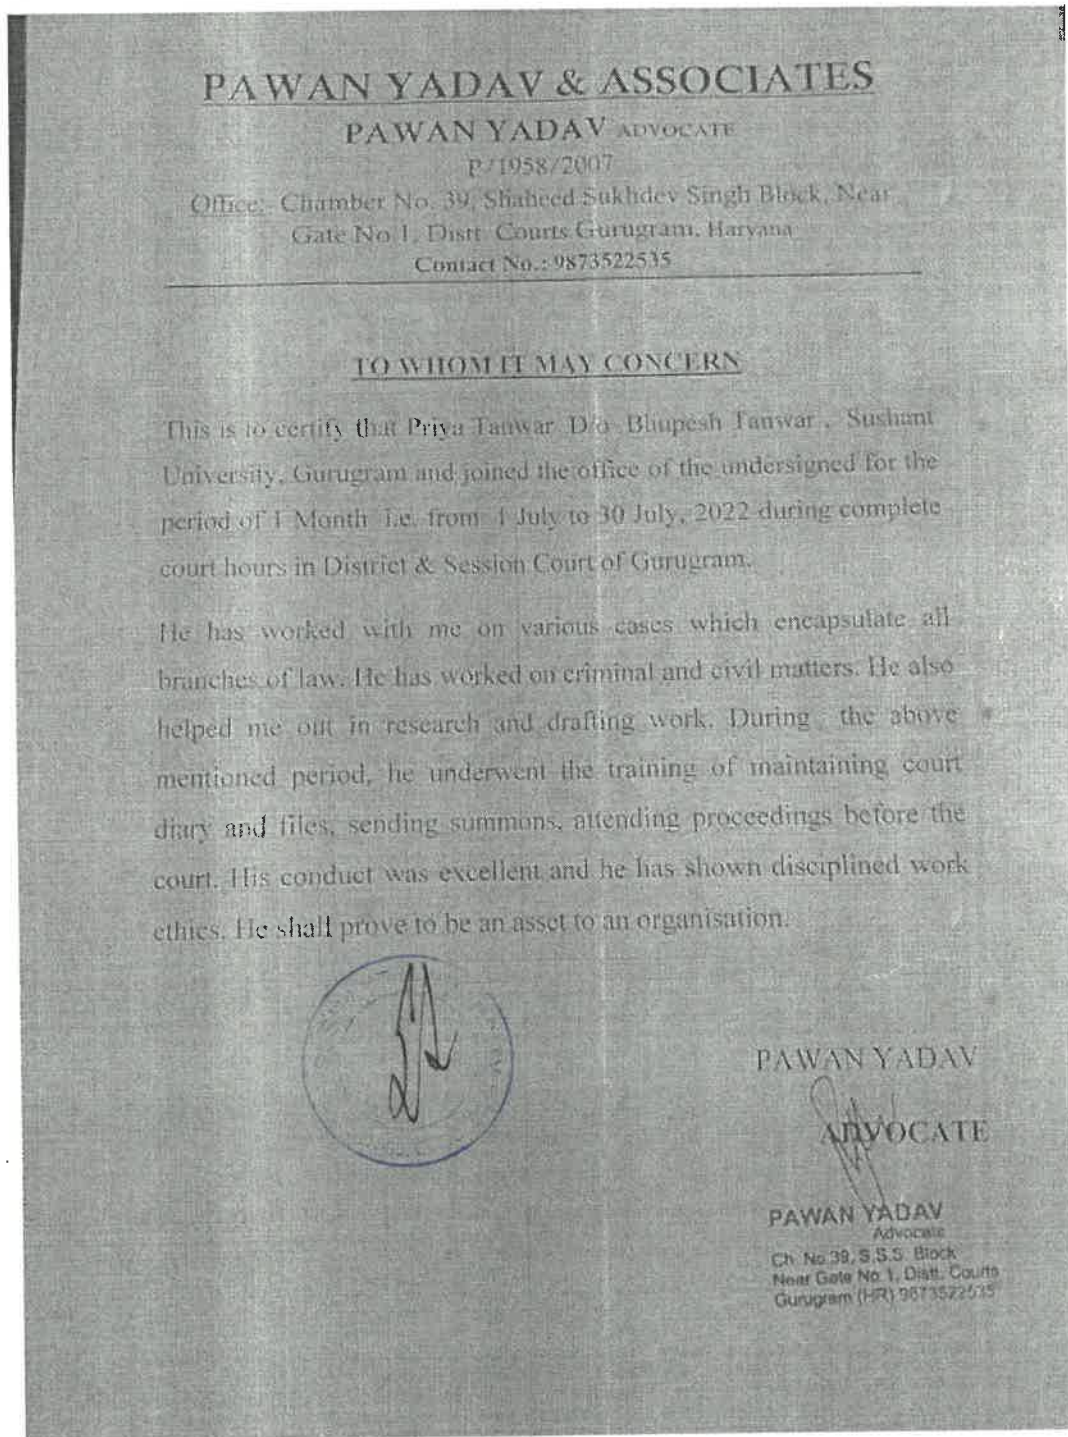 PAWAN YADAV & ASSOCIATES
PAWAN YADAV ADVOCATE
P/1958/2007
Office: Chamber No. 39, Shaheed Sukhdev Singh Block, Near
Gate No 1, Distt. Courts Gurugram, Haryana
Contact No.: 9873522535
TO WHOM IT MAY CONCERN
This is to certify that Priya Tanwar D/o Bhupesh Tanwar , Sushant
University, Gurugram and joined the office of the undersigned for the
period of 1 Month i.e. from 1 July to 30 July, 2022 during complete
court hours in District & Session Court of Gurugram.
He has worked with me on various cases which encapsulate all
branches of law. He has worked on criminal and civil matters. He also
helped me out in research and drafting work. During the above
mentioned period, he underwent the training of maintaining court
diary and files, sending summons, attending proceedings before the
court. His conduct was excellent and he has shown disciplined work
ethics. He shall prove to be an asset to an organisation.
PAWAN YADAV
ADVOCATE
PAWAN YADAV
Advocate
Ch. No.39, S.S.S. Block
Near Gate No.1, Distt. Courts
Gurugram (HR) 9873522535